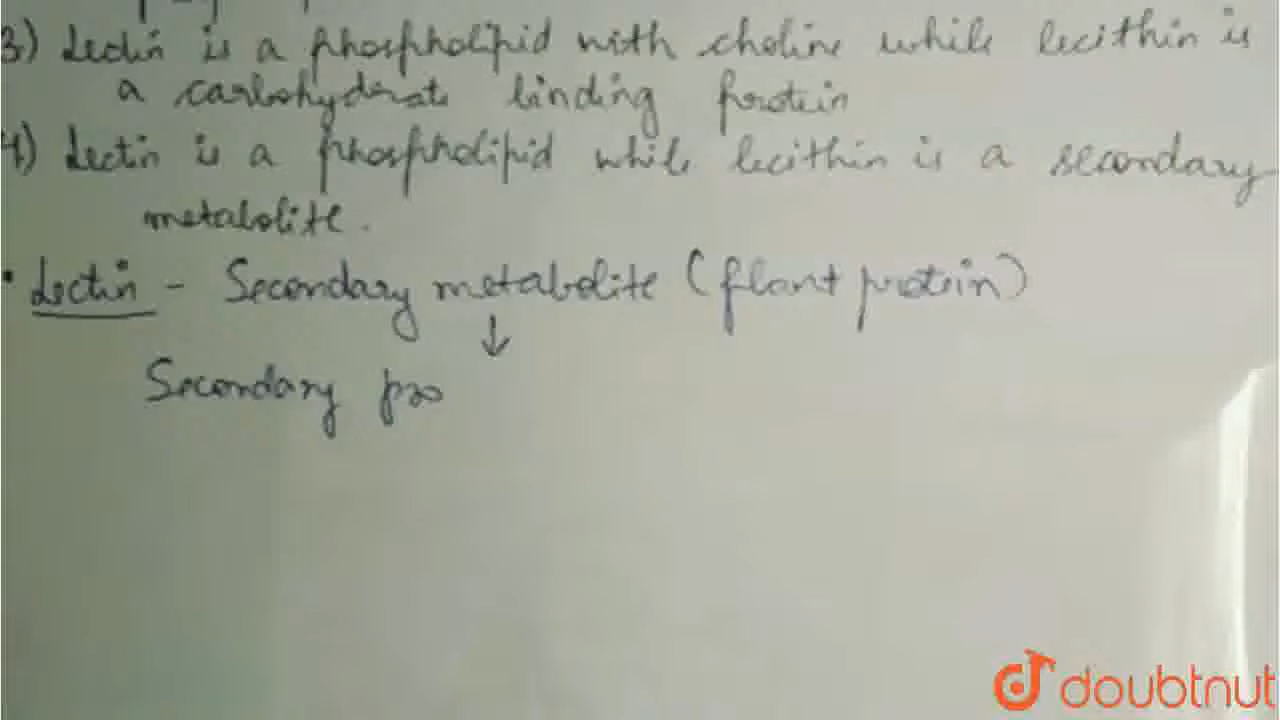 3) Lectin is a phospholipid with choline while lecithin is
a carbohydrate binding protein
4) Lectin is a phospholipid while lecithin is a secondary
metabolite.
• Lectin - Secondary metabolite (plant protein)
↓
Secondary pro
doubtnut